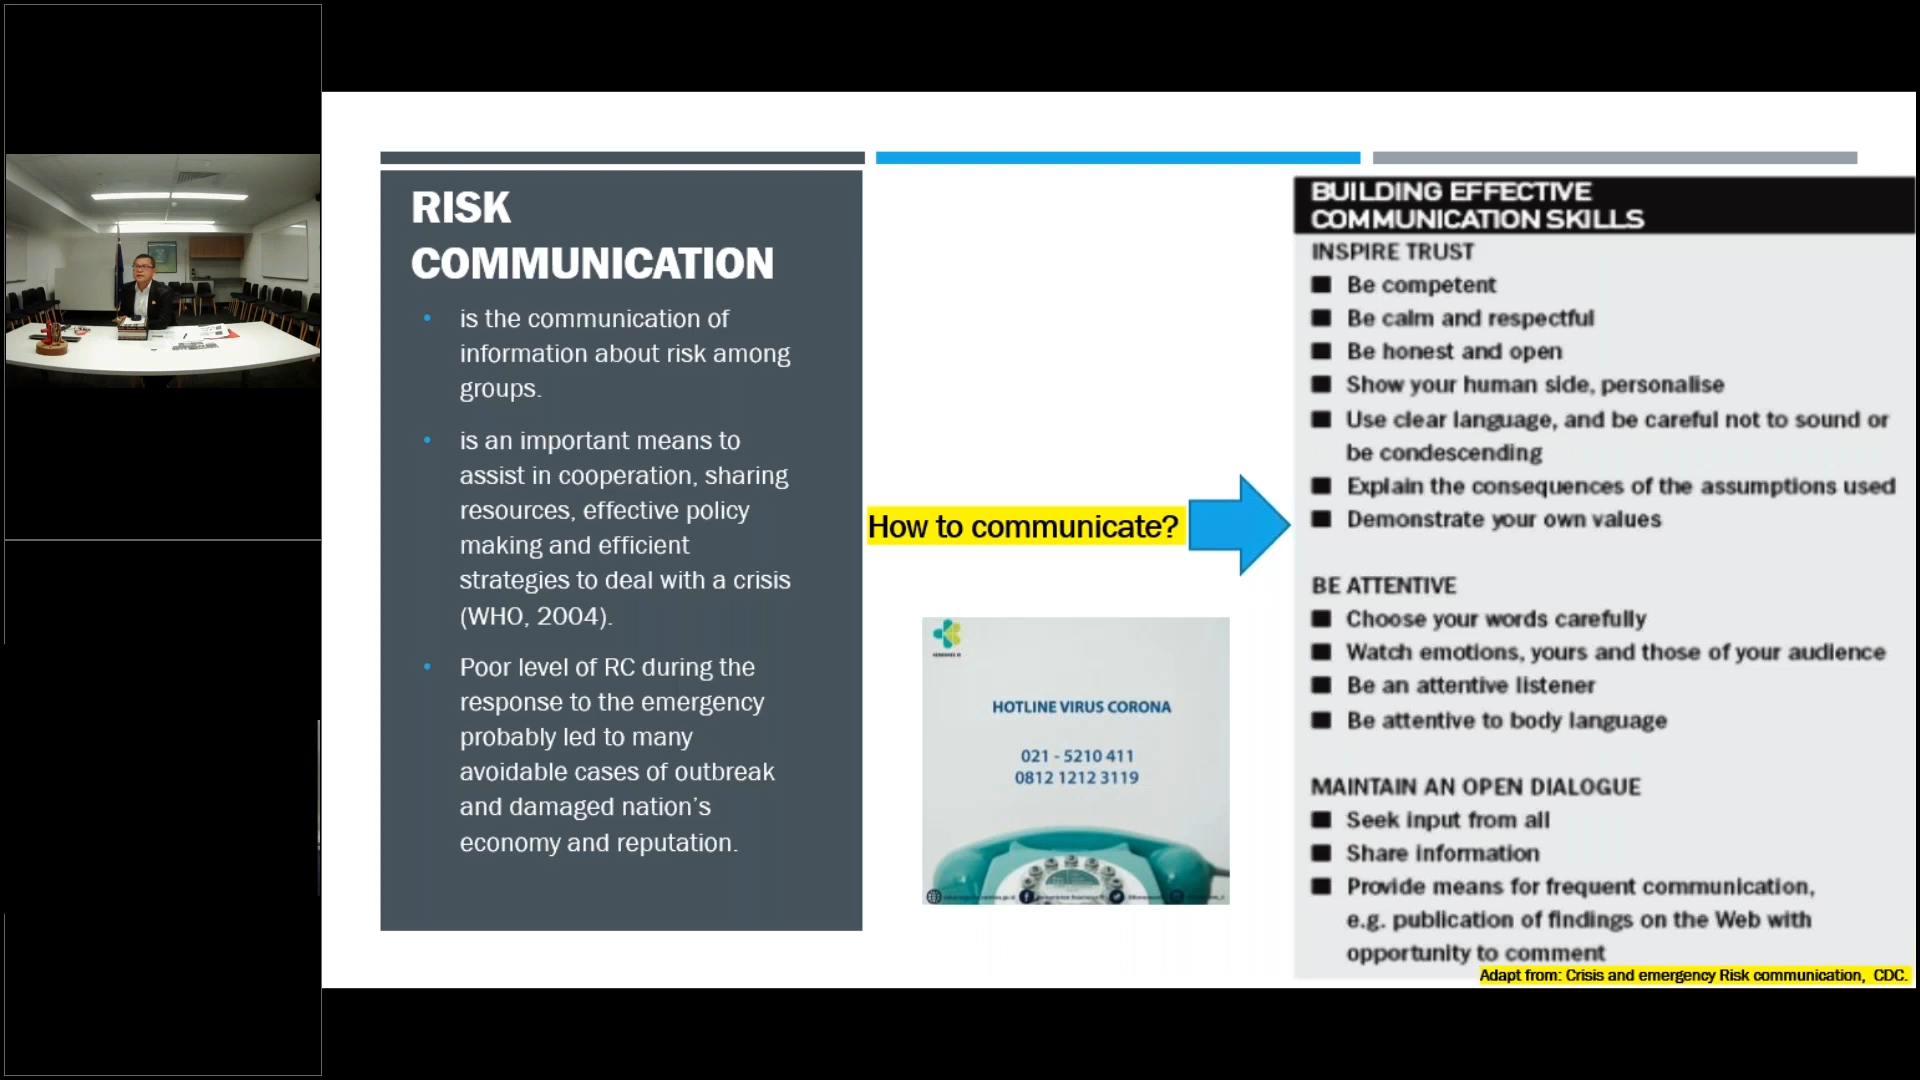 RISK
COMMUNICATION
is the communication of
information about risk among
groups.
is an important means to
assist in cooperation, sharing
resources, effective policy
making and efficient
strategies to deal with a crisis
(WHO, 2004).
Poor level of RC during the
response to the emergency
probably led to many
avoidable cases of outbreak
and damaged nation's
economy and reputation.
How to communicate?
HOTLINE VIRUS CORONA
021 - 5210 411
0812 1212 3119
BUILDING EFFECTIVE
COMMUNICATION SKILLS
INSPIRE TRUST
Be competent
Be calm and respectful
Be honest and open
Show your human side, personalise
Use clear language, and be careful not to sound or
be condescending
Explain the consequences of the assumptions used
Demonstrate your own values
BE ATTENTIVE
Choose your words carefully
Watch emotions, yours and those of your audience
Be an attentive listener
Be attentive to body language
MAINTAIN AN OPEN DIALOGUE
Seek input from all
Share information
Provide means for frequent communication,
e.g. publication of findings on the Web with
opportunity to comment
Adapt from: Crisis and emergency Risk communication, CDC.